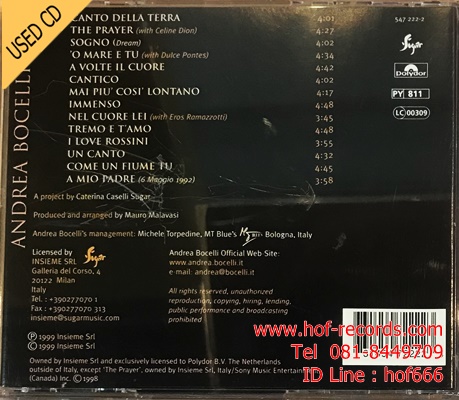 USED CD
ANDREA BOCELLI
CANTO DELLA TERRA 4:01
THE PRAYER (with Celine Dion) 4:27
SOGNO (Dream) 4:02
'O MARE E TU (with Dulce Pontes) 4:34
A VOLTE IL CUORE 4:42
CANTICO 4:02
MAI PIU' COSI' LONTANO 4:17
IMMENSO 4:48
NEL CUORE LEI (with Eros Ramazzotti) 3:45
TREMO E T'AMO 4:48
I LOVE ROSSINI 3:55
UN CANTO 4:32
COME UN FIUME TU 4:45
A MIO PADRE (6 Maggio 1992) 3:58
547 222-2
Sugar
Polydor
PY 811
LC 00309
A project by Caterina Caselli Sugar
Produced and arranged by Mauro Malavasi
Andrea Bocelli's management: Michele Torpedine, MT Blue's Bologna, Italy
Licensed by
INSIEME SRL
Galleria del Corso, 4
20122 Milan
Italy
Tel. : +390277070 1
Fax : +390277070 313
insieme@sugarmusic.com
Sugar
Andrea Bocelli Official Web Site:
www.andrea.bocelli.it
e-mail: andrea@bocelli.it
All rights reserved, unauthorized
reproduction, copying, hiring, lending,
public performance and broadcasting
prohibited
℗ 1999 Insieme Srl
© 1999 Insieme Srl
Owned by Insieme Srl and exclusively licensed to Polydor B.V. The Netherlands
outside of Italy, except 'The Prayer', owned by Insieme Srl, Italy/Sony Music Entertainment
(Canada) Inc. © 1998
www.hof-records.com
Tel 081-8449709
ID Line : hof666